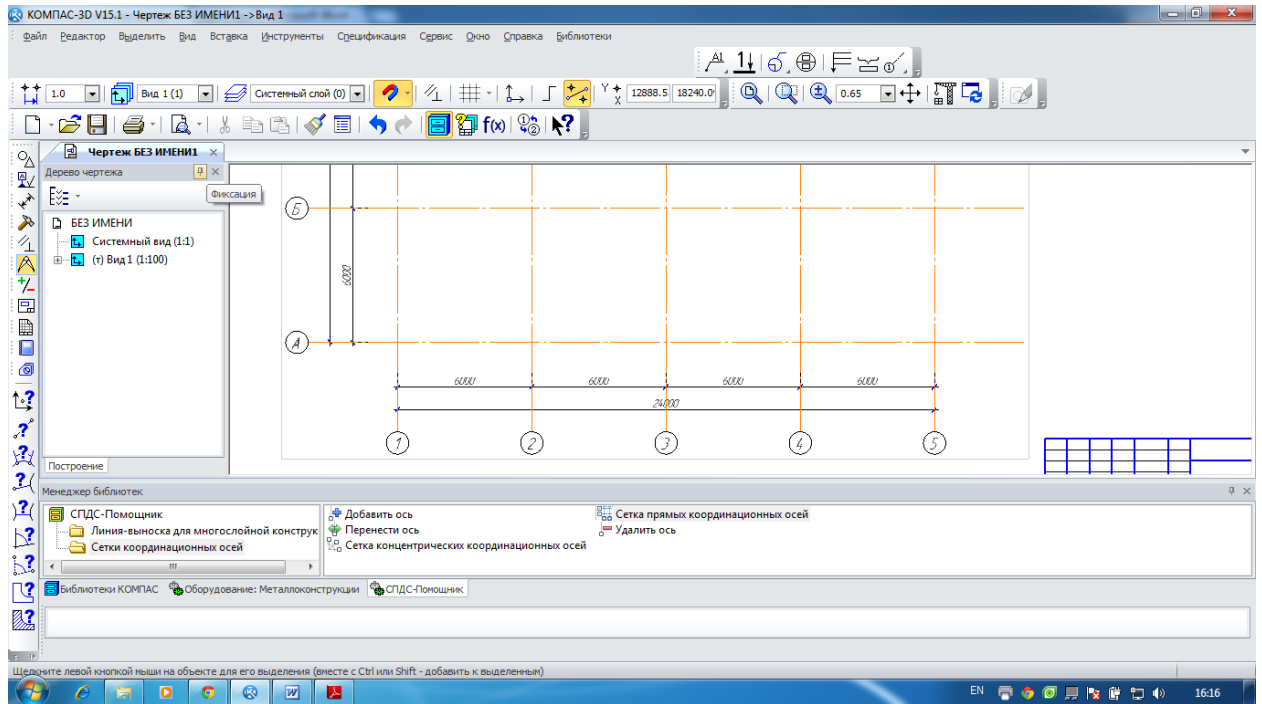 КОМПАС-3D V15.1 - Чертеж БЕЗ ИМЕНИ1 ->Вид 1
Файл Редактор Выделить Вид Вставка Инструменты Спецификация Сервис Окно Справка Библиотеки
1.0 Вид 1 (1) Системный слой (0) 12888.5 18240.0 0.65
Чертеж БЕЗ ИМЕНИ1
Дерево чертежа
Фиксация
БЕЗ ИМЕНИ
Системный вид (1:1)
(т) Вид 1 (1:100)
Б
6000
А
6000 6000 6000 6000
24000
1 2 3 4 5
Построение
Менеджер библиотек
СПДС-Помощник
Линия-выноска для многослойной конструк
Сетки координационных осей
Добавить ось
Перенести ось
Сетка концентрических координационных осей
Сетка прямых координационных осей
Удалить ось
Библиотеки КОМПАС Оборудование: Металлоконструкции СПДС-Помощник
Щелкните левой кнопкой мыши на объекте для его выделения (вместе с Ctrl или Shift - добавить к выделенным)
EN 16:16